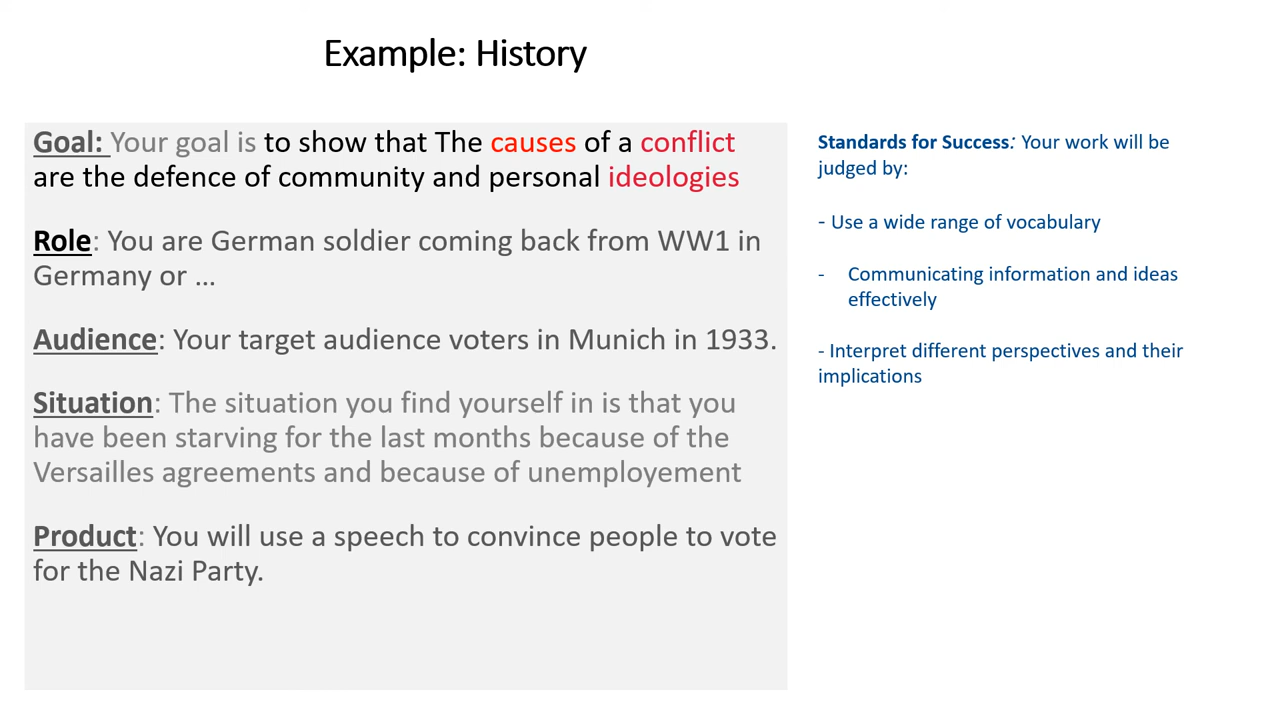 Example: History
Goal: Your goal is to show that The causes of a conflict
are the defence of community and personal ideologies
Role: You are German soldier coming back from WW1 in
Germany or ...
Audience: Your target audience voters in Munich in 1933.
Situation: The situation you find yourself in is that you
have been starving for the last months because of the
Versailles agreements and because of unemployement
Product: You will use a speech to convince people to vote
for the Nazi Party.
Standards for Success: Your work will be
judged by:
- Use a wide range of vocabulary
- Communicating information and ideas
effectively
- Interpret different perspectives and their
implications